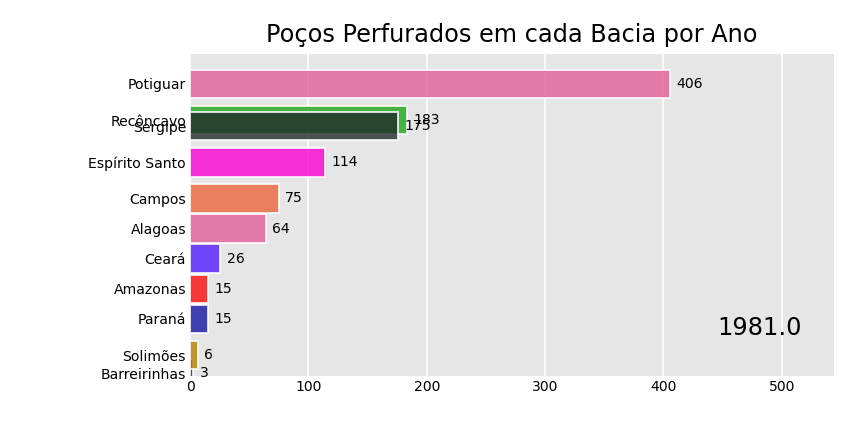 Poços Perfurados em cada Bacia por Ano
Potiguar 406
Recôncavo 183
Sergipe 175
Espírito Santo 114
Campos 75
Alagoas 64
Ceará 26
Amazonas 15
Paraná 15
1981.0
Solimões 6
Barreirinhas 3
0 100 200 300 400 500